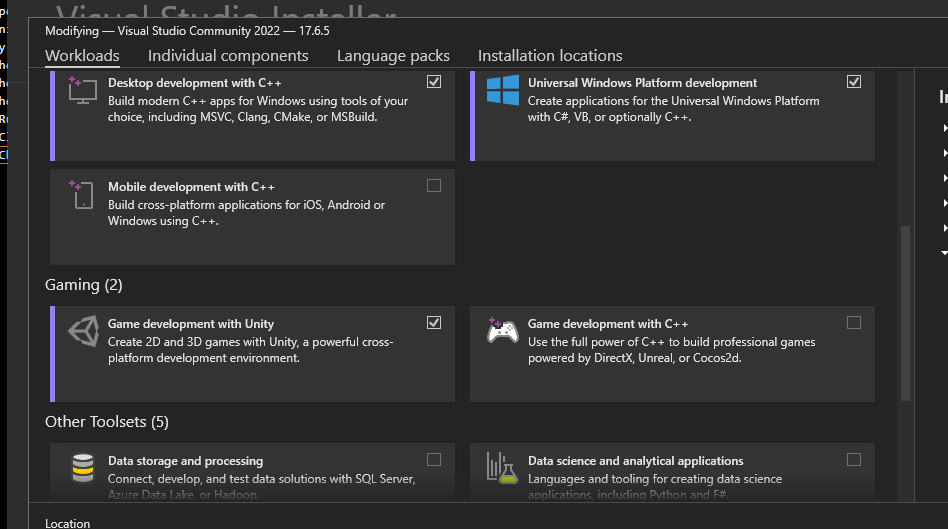 Visual Studio Installer
Modifying — Visual Studio Community 2022 — 17.6.5
Workloads Individual components Language packs Installation locations
Desktop development with C++
Build modern C++ apps for Windows using tools of your
choice, including MSVC, Clang, CMake, or MSBuild.
Universal Windows Platform development
Create applications for the Universal Windows Platform
with C#, VB, or optionally C++.
Mobile development with C++
Build cross-platform applications for iOS, Android or
Windows using C++.
Gaming (2)
Game development with Unity
Create 2D and 3D games with Unity, a powerful cross-
platform development environment.
Game development with C++
Use the full power of C++ to build professional games
powered by DirectX, Unreal, or Cocos2d.
Other Toolsets (5)
Data storage and processing
Connect, develop, and test data solutions with SQL Server,
Azure Data Lake, or Hadoop.
Data science and analytical applications
Languages and tooling for creating data science
applications, including Python and F#.
Location